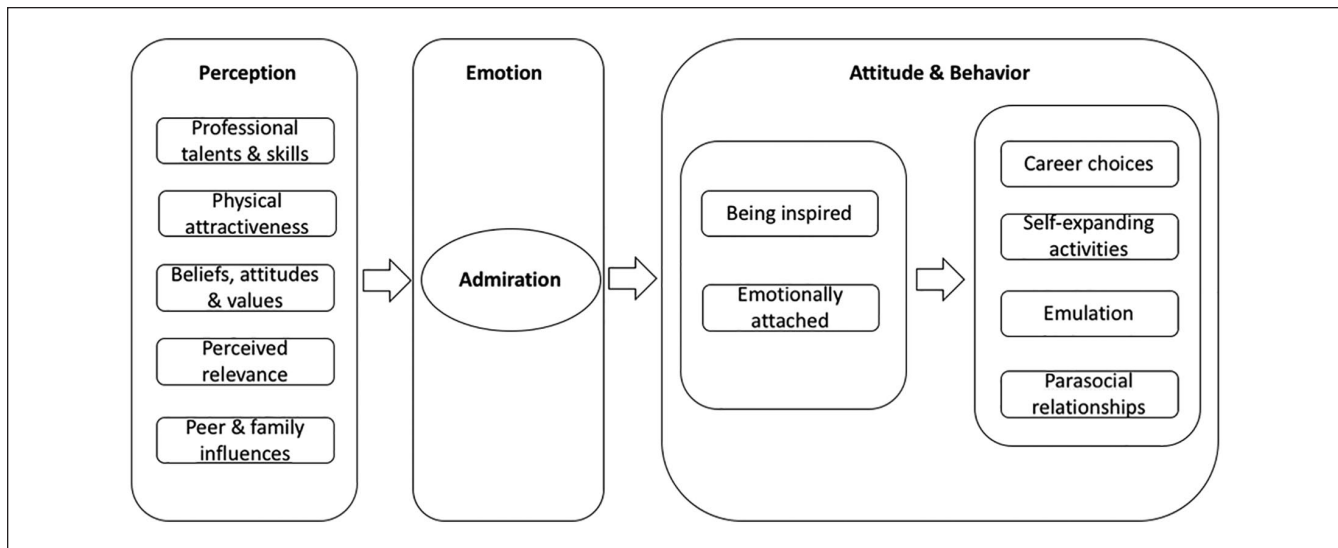 Perception
Professional
talents & skills
Physical
attractiveness
Beliefs, attitudes
& values
Perceived
relevance
Peer & family
influences
Emotion
Admiration
Attitude & Behavior
Being inspired
Emotionally
attached
Career choices
Self-expanding
activities
Emulation
Parasocial
relationships